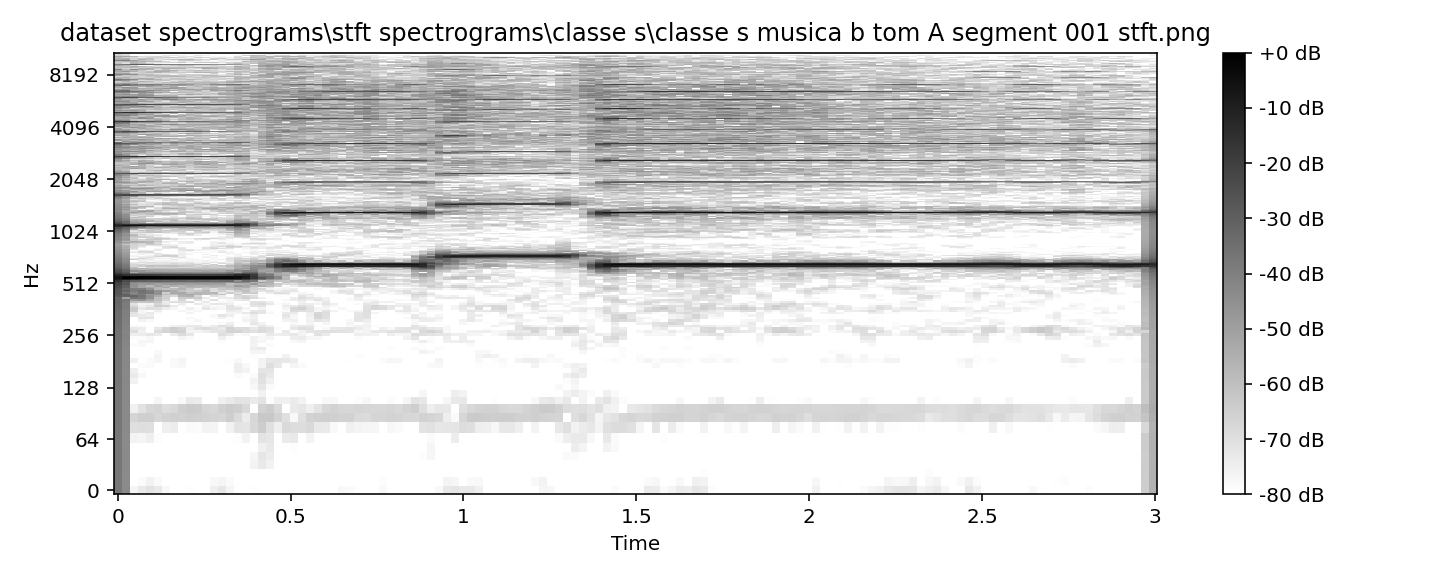 dataset spectrograms\stft spectrograms\classe s\classe s musica b tom A segment 001 stft.png
8192
4096
2048
1024
512
256
128
64
0
Hz
0
0.5
1
1.5
2
2.5
3
Time
+0 dB
-10 dB
-20 dB
-30 dB
-40 dB
-50 dB
-60 dB
-70 dB
-80 dB